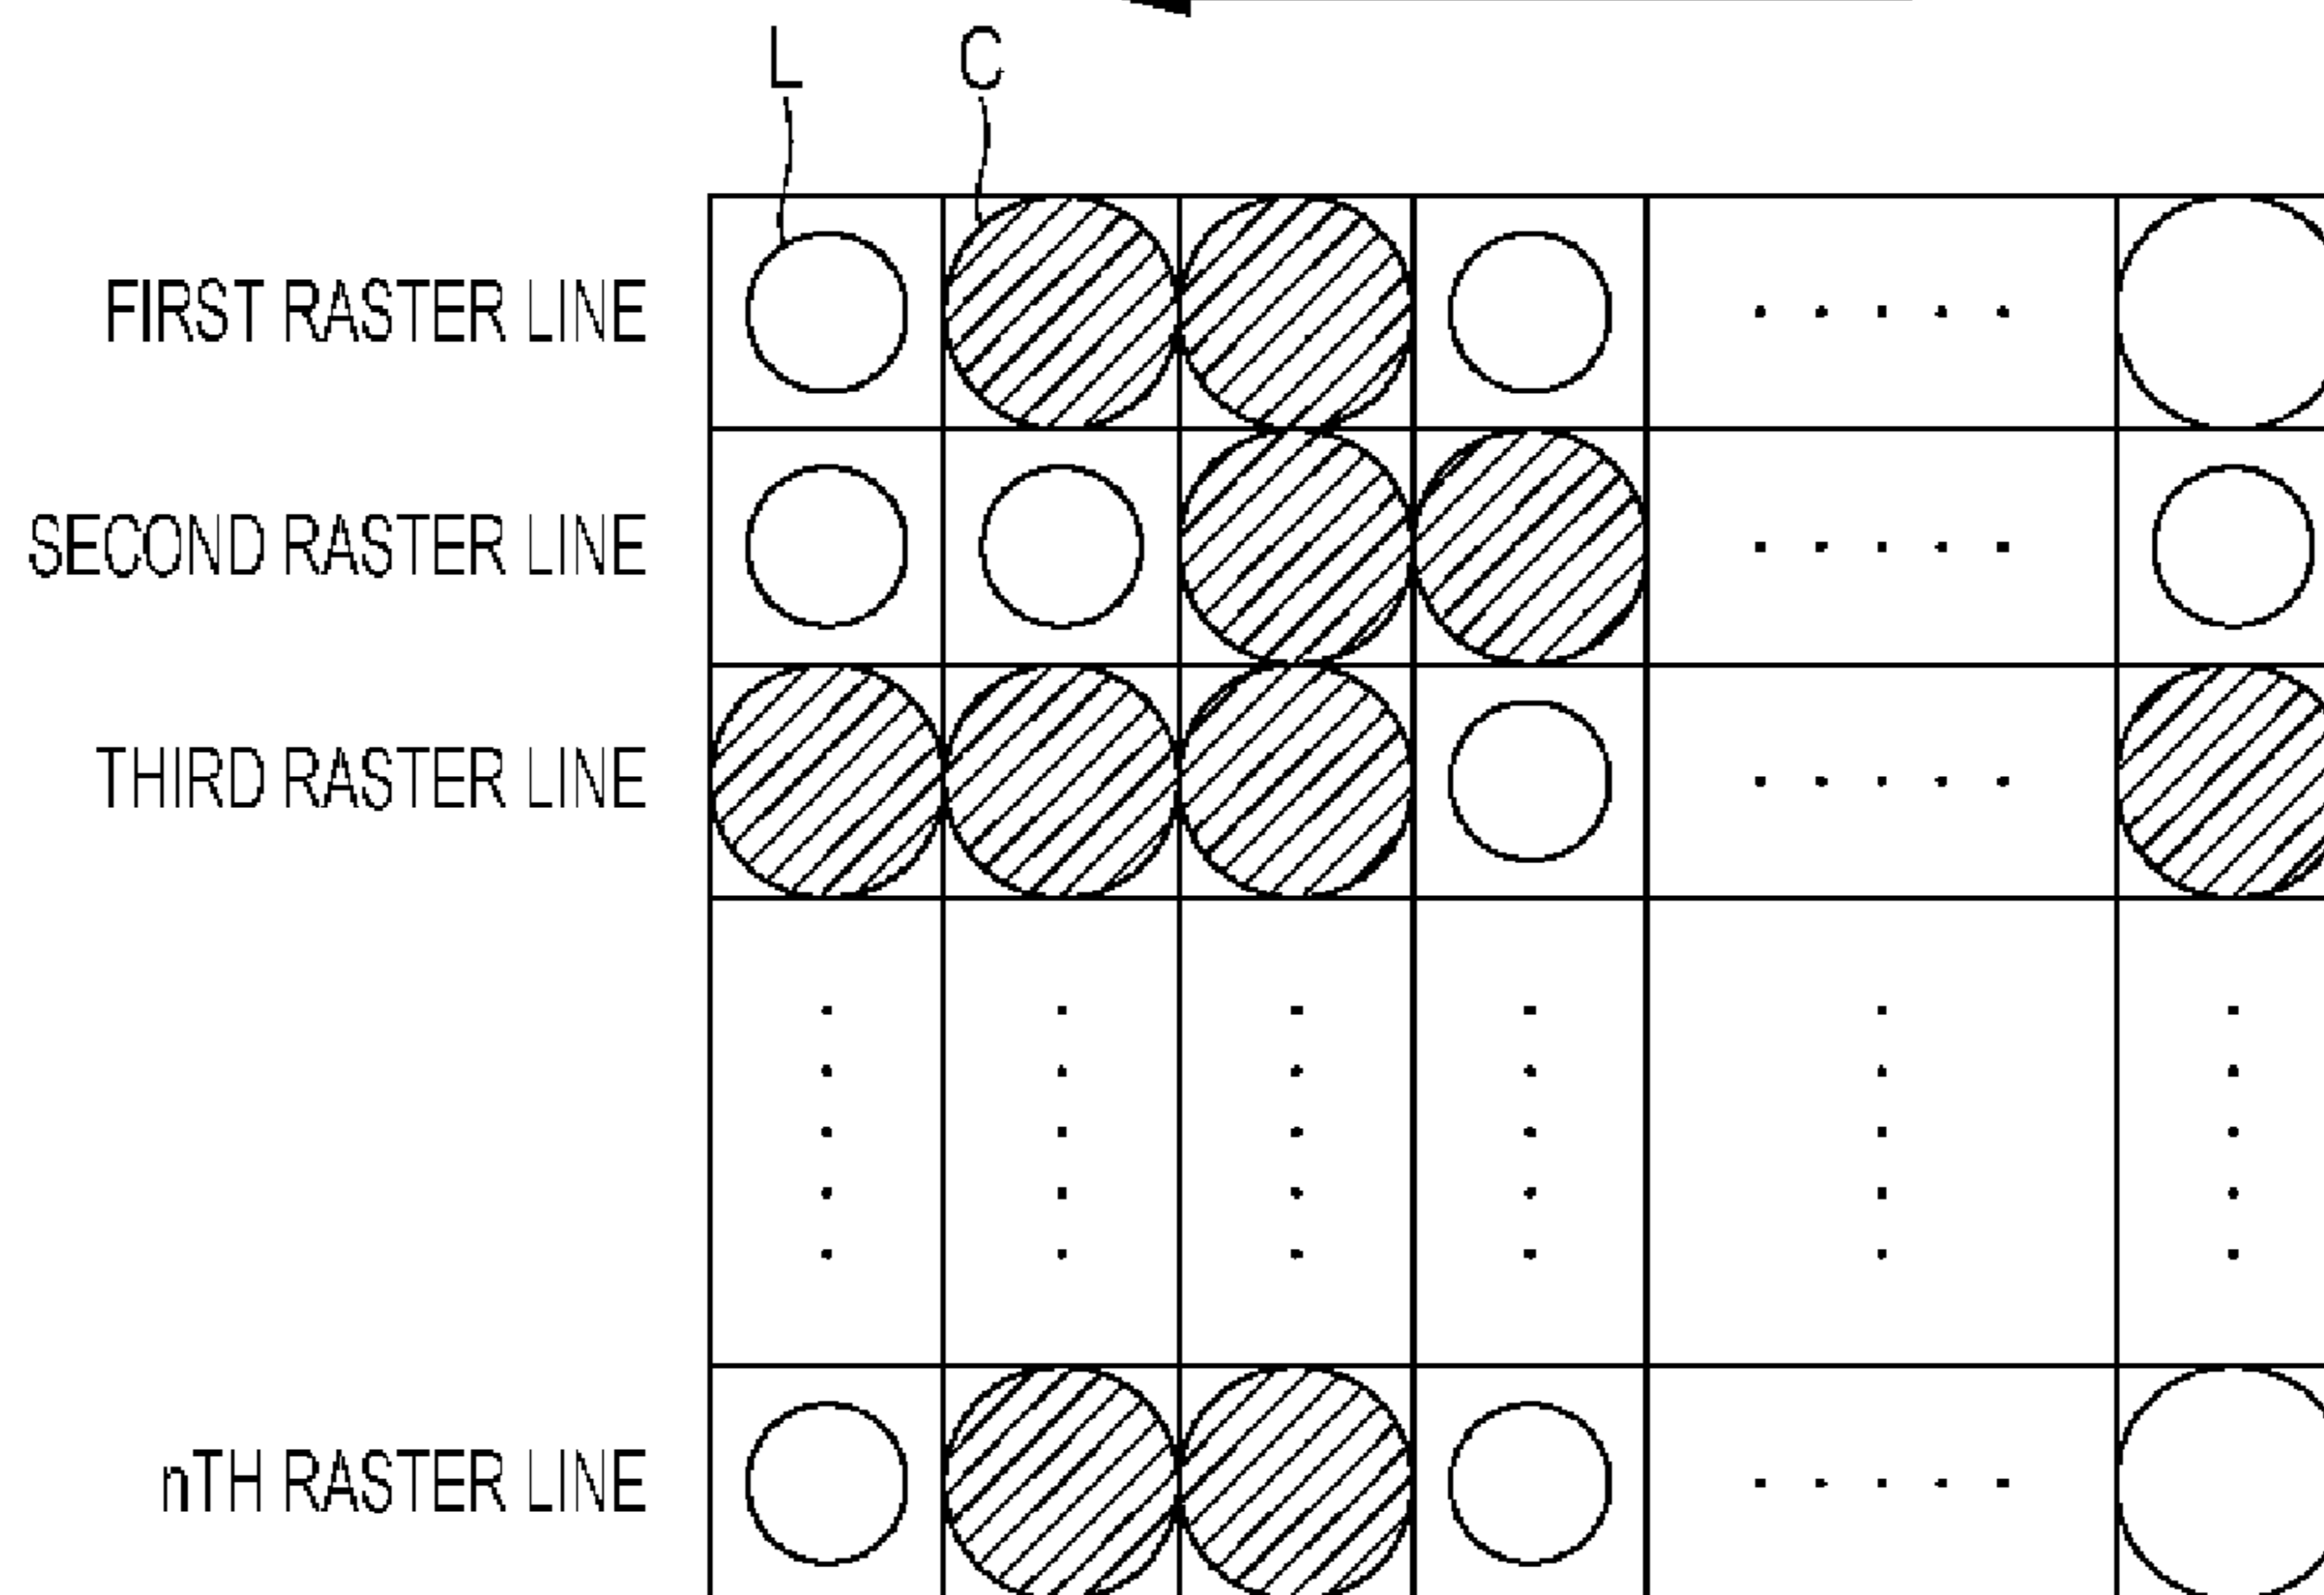 L C
FIRST RASTER LINE
SECOND RASTER LINE
THIRD RASTER LINE
nTH RASTER LINE